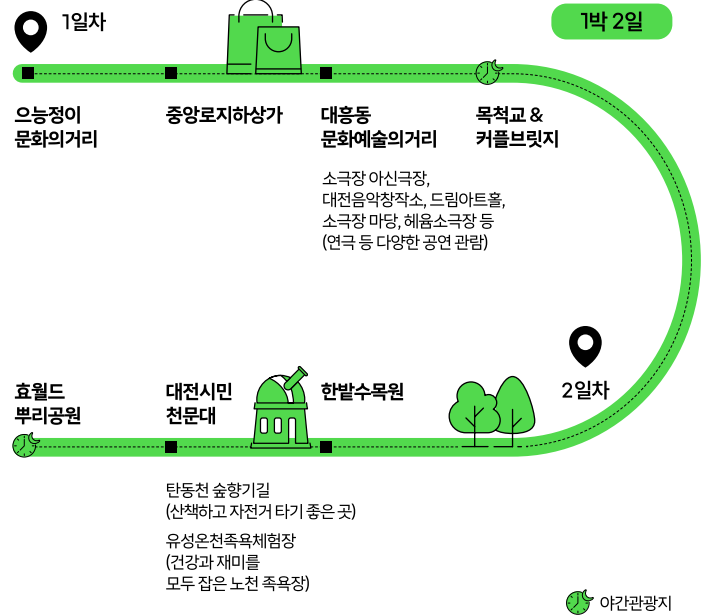 1일차
1박 2일
으능정이
문화의거리
중앙로지하상가
대흥동
문화예술의거리
목척교 &
커플브릿지
소극장 아신극장,
대전음악창작소, 드림아트홀,
소극장 마당, 헤윰소극장 등
(연극 등 다양한 공연 관람)
2일차
효월드
뿌리공원
대전시민
천문대
한밭수목원
탄동천 숲향기길
(산책하고 자전거 타기 좋은 곳)
유성온천족욕체험장
(건강과 재미를
모두 잡은 노천 족욕장)
야간관광지